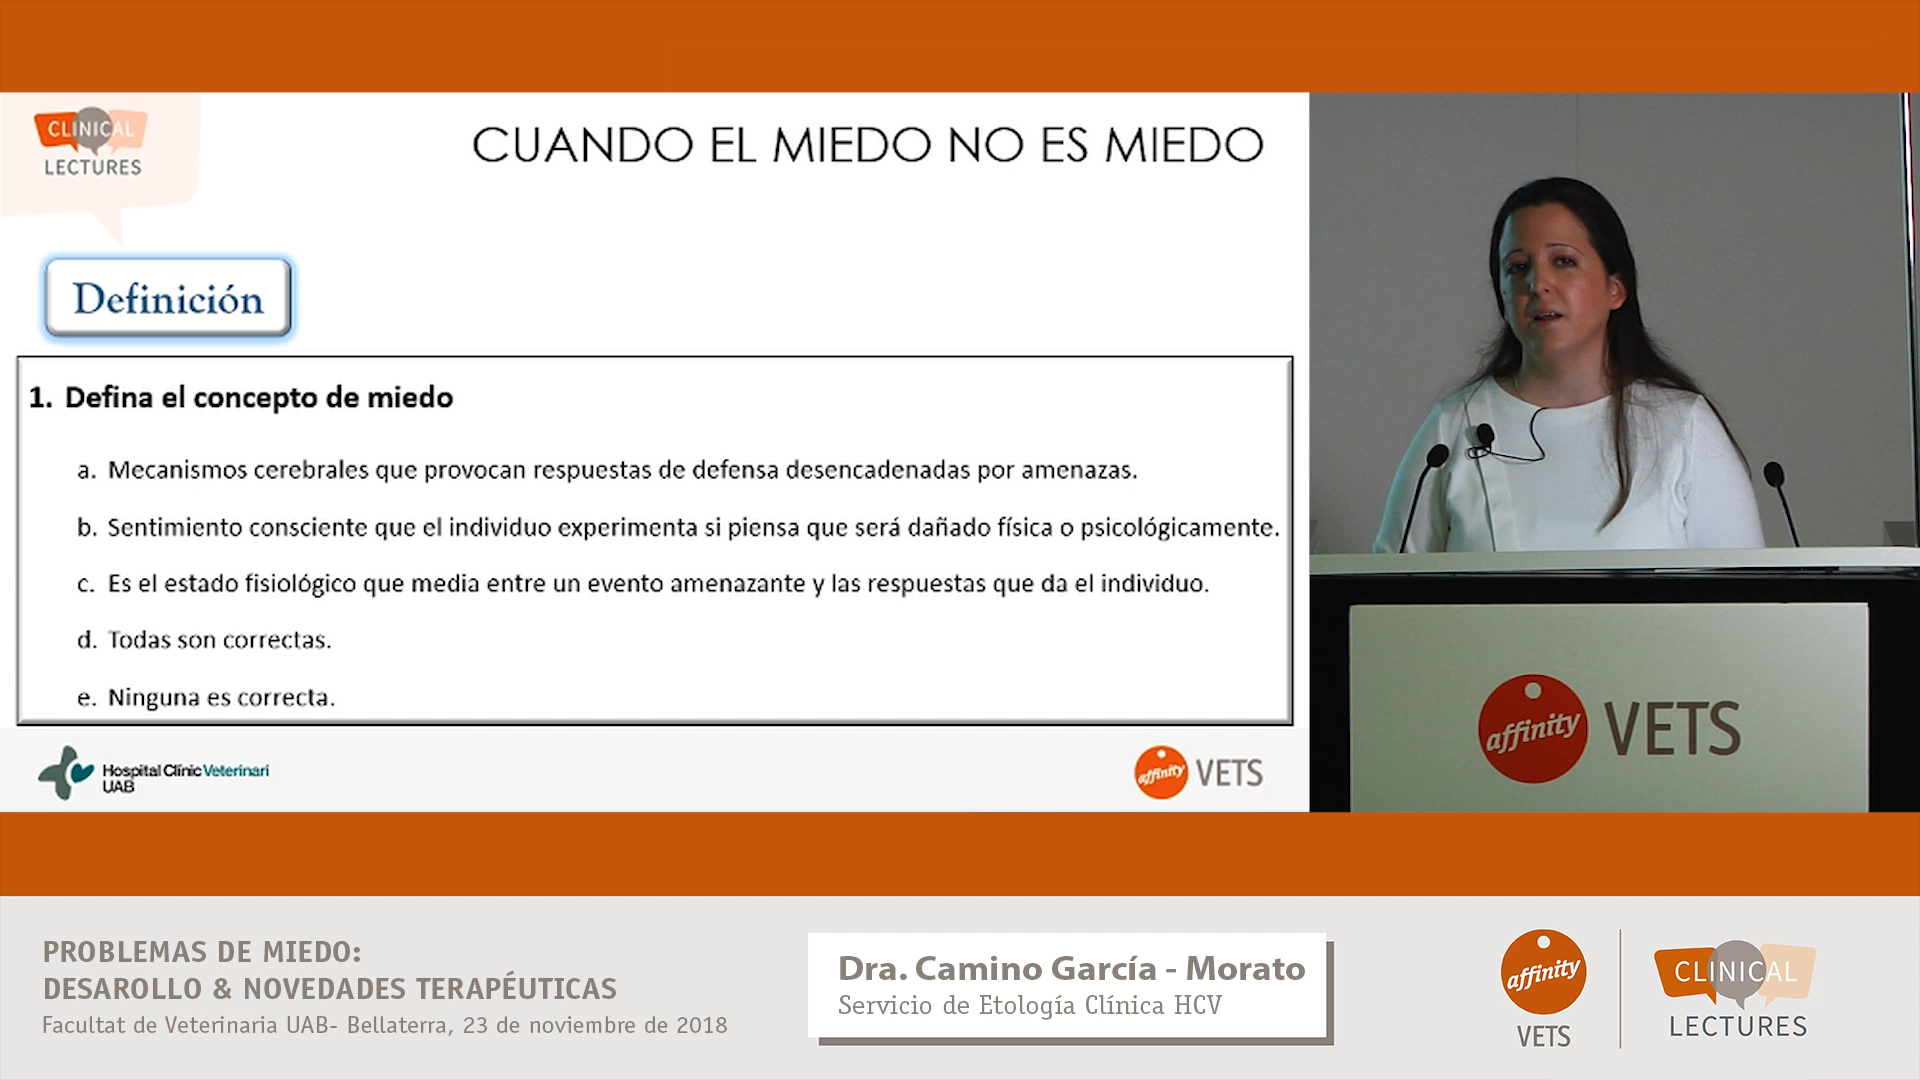 CLINICAL
LECTURES
CUANDO EL MIEDO NO ES MIEDO
Definición
1. Defina el concepto de miedo
a. Mecanismos cerebrales que provocan respuestas de defensa desencadenadas por amenazas.
b. Sentimiento consciente que el individuo experimenta si piensa que será dañado física o psicológicamente.
c. Es el estado fisiológico que media entre un evento amenazante y las respuestas que da el individuo.
d. Todas son correctas.
e. Ninguna es correcta.
Hospital Clínic Veterinari
UAB
affinity VETS
affinity VETS
PROBLEMAS DE MIEDO:
DESAROLLO & NOVEDADES TERAPÉUTICAS
Facultat de Veterinaria UAB- Bellaterra, 23 de noviembre de 2018
Dra. Camino García - Morato
Servicio de Etología Clínica HCV
affinity
VETS
CLINICAL
LECTURES